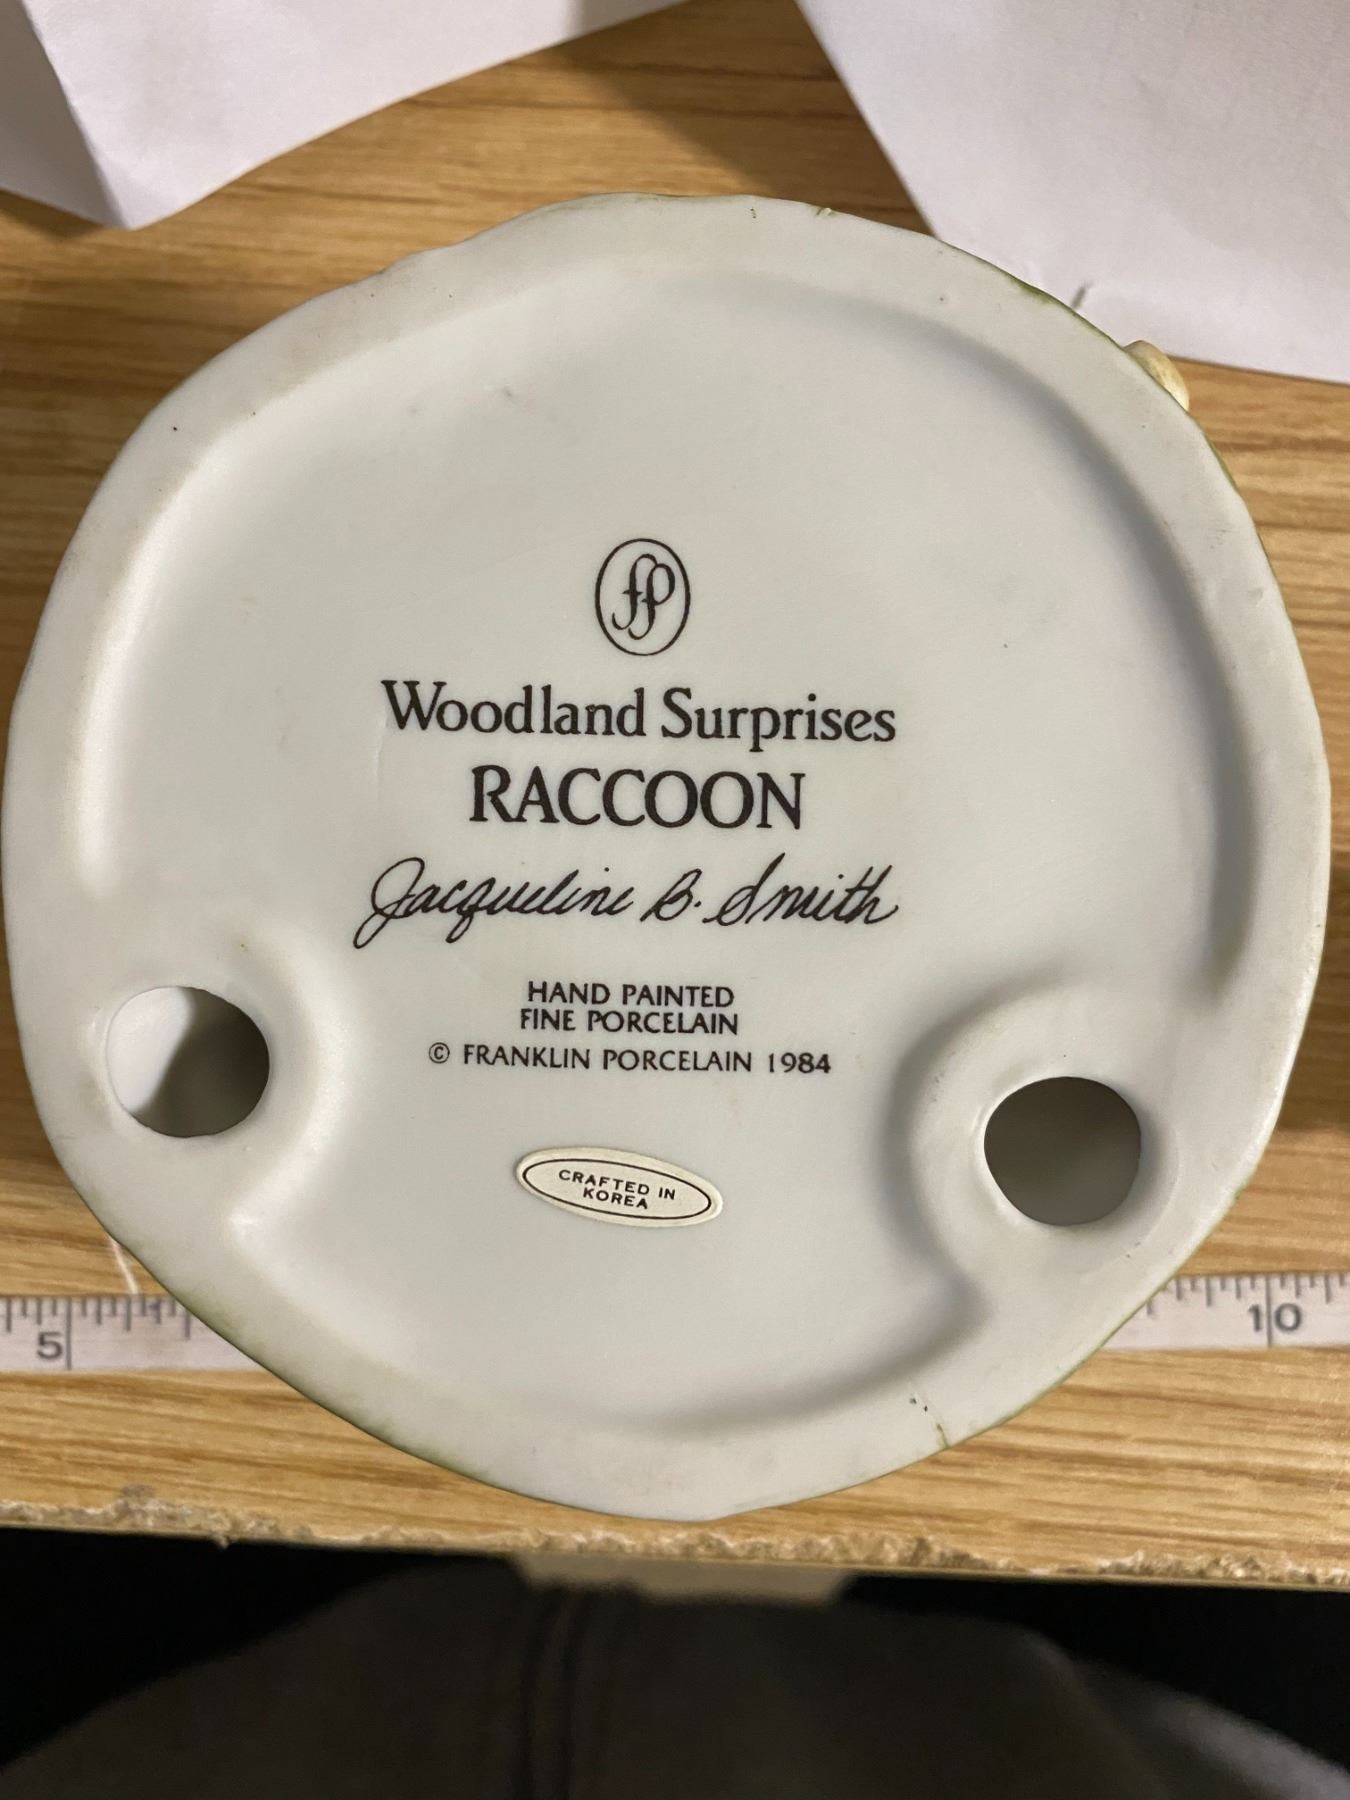 fp
Woodland Surprises
RACCOON
Jacqueline B. Smith
HAND PAINTED
FINE PORCELAIN
© FRANKLIN PORCELAIN 1984
CRAFTED IN
KOREA
5
10